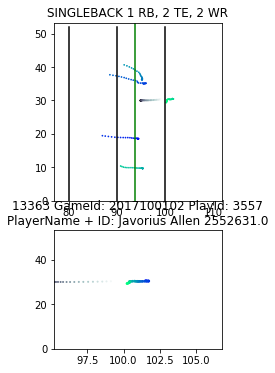 SINGLEBACK 1 RB, 2 TE, 2 WR
50
40
30
20
10
0
80 90 100 110
13363 GameId: 2017100102 PlayId: 3557
PlayerName + ID: Javorius Allen 2552631.0
40
20
0
97.5 100.0 102.5 105.0